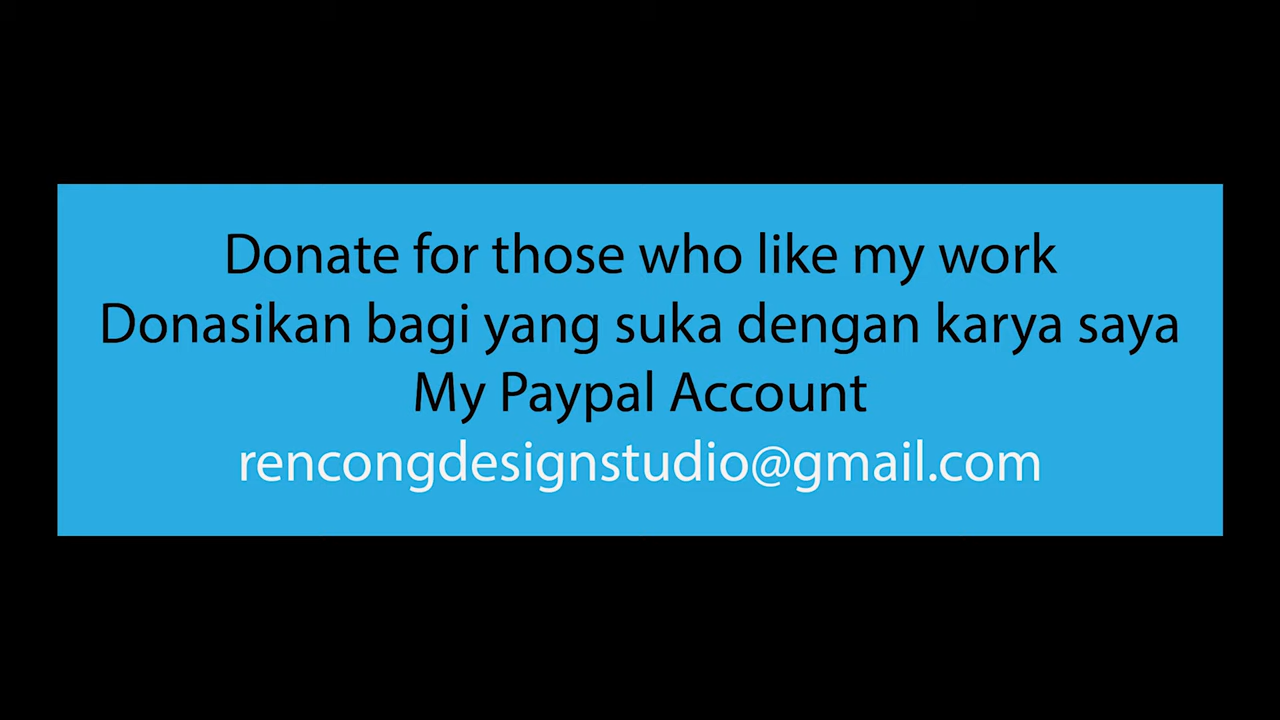 Donate for those who like my work
Donasikan bagi yang suka dengan karya saya
My Paypal Account
rencongdesignstudio@gmail.com